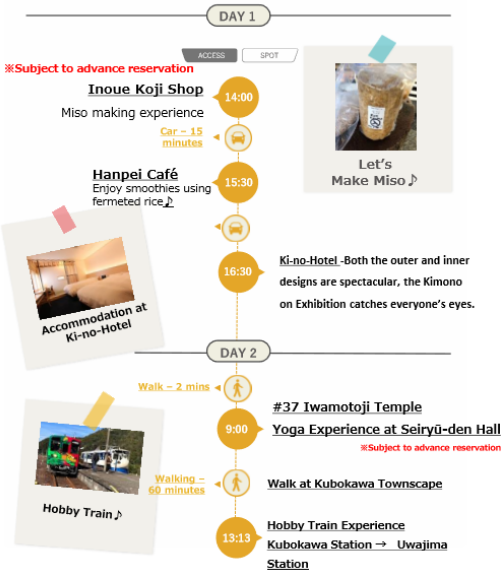 DAY 1
ACCESS
SPOT
※Subject to advance reservation
Inoue Koji Shop
14:00
Miso making experience
Car – 15
minutes
Let's
Make Miso♪
Hanpei Café
15:30
Enjoy smoothies using
fermeted rice♪
16:30
Ki-no-Hotel -Both the outer and inner
designs are spectacular, the Kimono
on Exhibition catches everyone's eyes.
Accommodation at
Ki-no-Hotel
DAY 2
Walk – 2 mins
9:00
#37 Iwamotoji Temple
Yoga Experience at Seiryū-den Hall
※Subject to advance reservation
Walking –
60 minutes
Walk at Kubokawa Townscape
Hobby Train♪
13:13
Hobby Train Experience
Kubokawa Station → Uwajima
Station